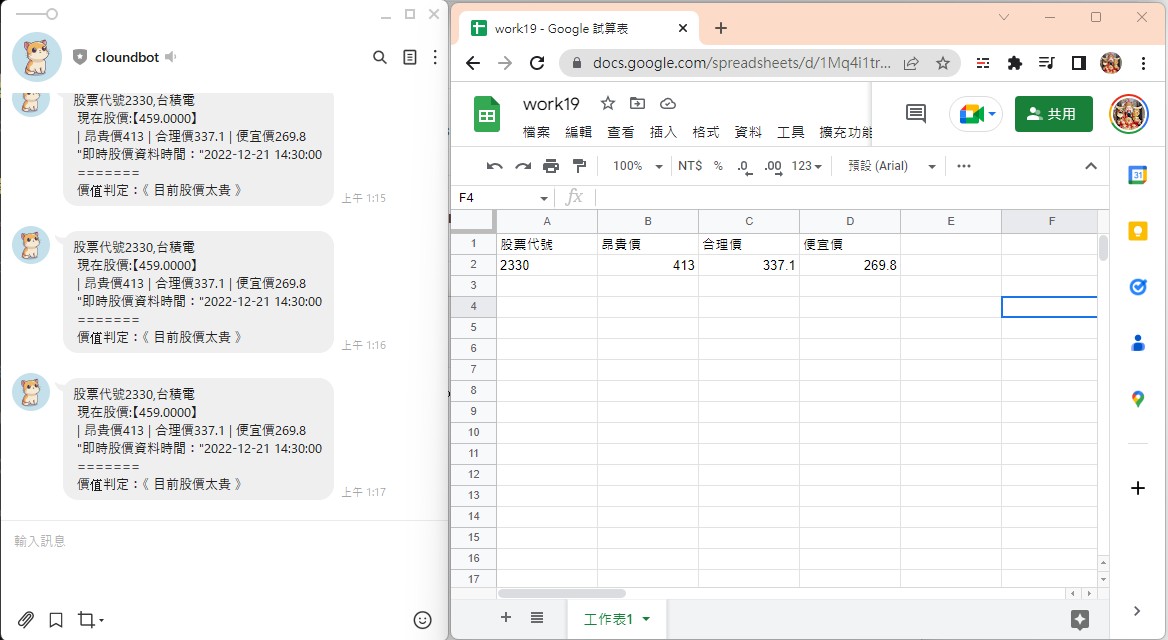 cloundbot
股票代號2330,台積電
現在股價:【459.0000】
| 昂貴價413 | 合理價337.1 | 便宜價269.8
"即時股價資料時間："2022-12-21 14:30:00
=======
價值判定：《 目前股價太貴 》
上午 1:15
股票代號2330,台積電
現在股價:【459.0000】
| 昂貴價413 | 合理價337.1 | 便宜價269.8
"即時股價資料時間："2022-12-21 14:30:00
=======
價值判定：《 目前股價太貴 》
上午 1:16
股票代號2330,台積電
現在股價:【459.0000】
| 昂貴價413 | 合理價337.1 | 便宜價269.8
"即時股價資料時間："2022-12-21 14:30:00
=======
價值判定：《 目前股價太貴 》
上午 1:17
輸入訊息
work19 - Google 試算表
docs.google.com/spreadsheets/d/1Mq4i1tr...
work19
檔案 編輯 查看 插入 格式 資料 工具 擴充功能
共用
100% NT$ % .0 .00 123 預設 (Arial)
F4 fx
A B C D E F
1 股票代號 昂貴價 合理價 便宜價
2 2330 413 337.1 269.8
3
4
5
6
7
8
9
10
11
12
13
14
15
16
17
工作表1
31